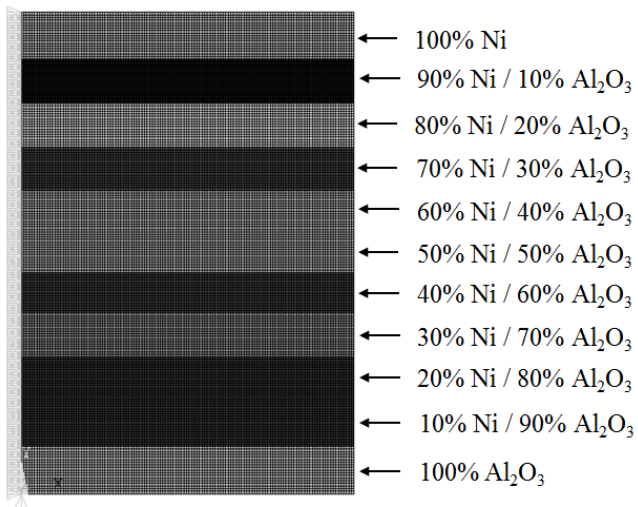 100% Ni
90% Ni / 10% Al₂O₃
80% Ni / 20% Al₂O₃
70% Ni / 30% Al₂O₃
60% Ni / 40% Al₂O₃
50% Ni / 50% Al₂O₃
40% Ni / 60% Al₂O₃
30% Ni / 70% Al₂O₃
20% Ni / 80% Al₂O₃
10% Ni / 90% Al₂O₃
100% Al₂O₃